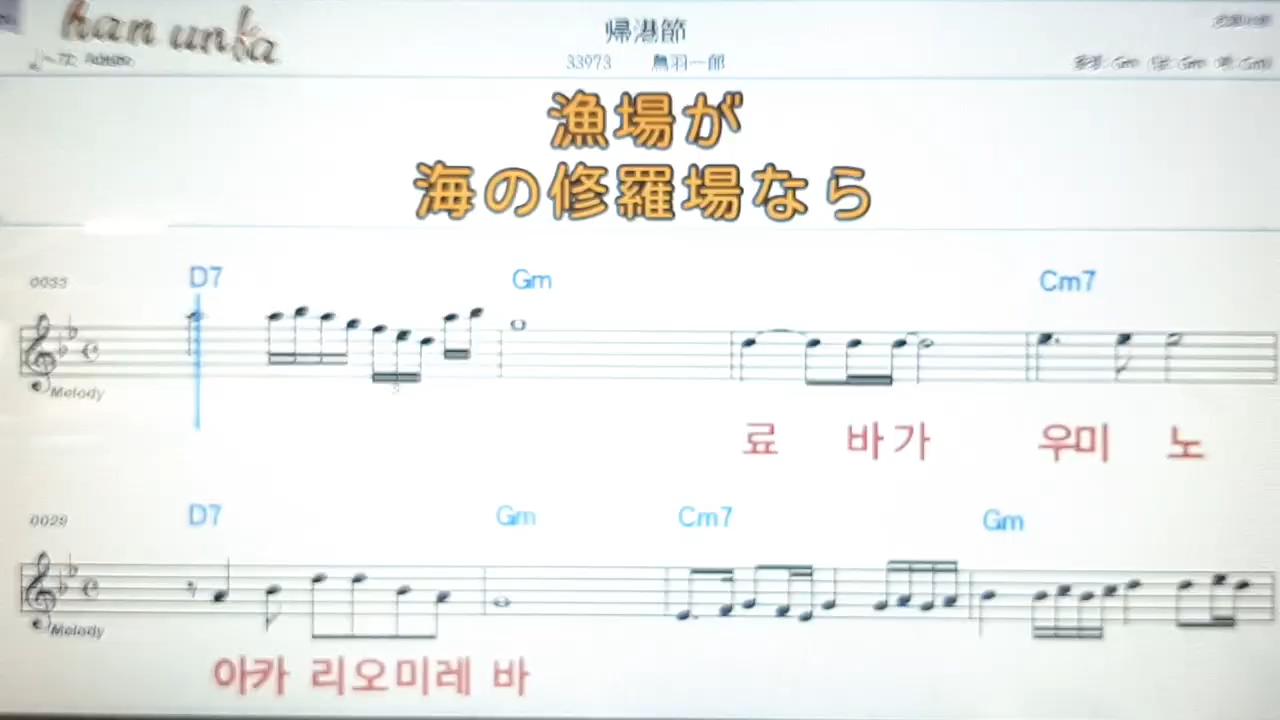 han unka
帰港節
33973 鳥羽一郎
漁場が
海の修羅場なら
0033 D7 Gm Cm7
Melody
료 바가 우미 노
0029 D7 Gm Cm7 Gm
3
Melody
아카 리오미레 바